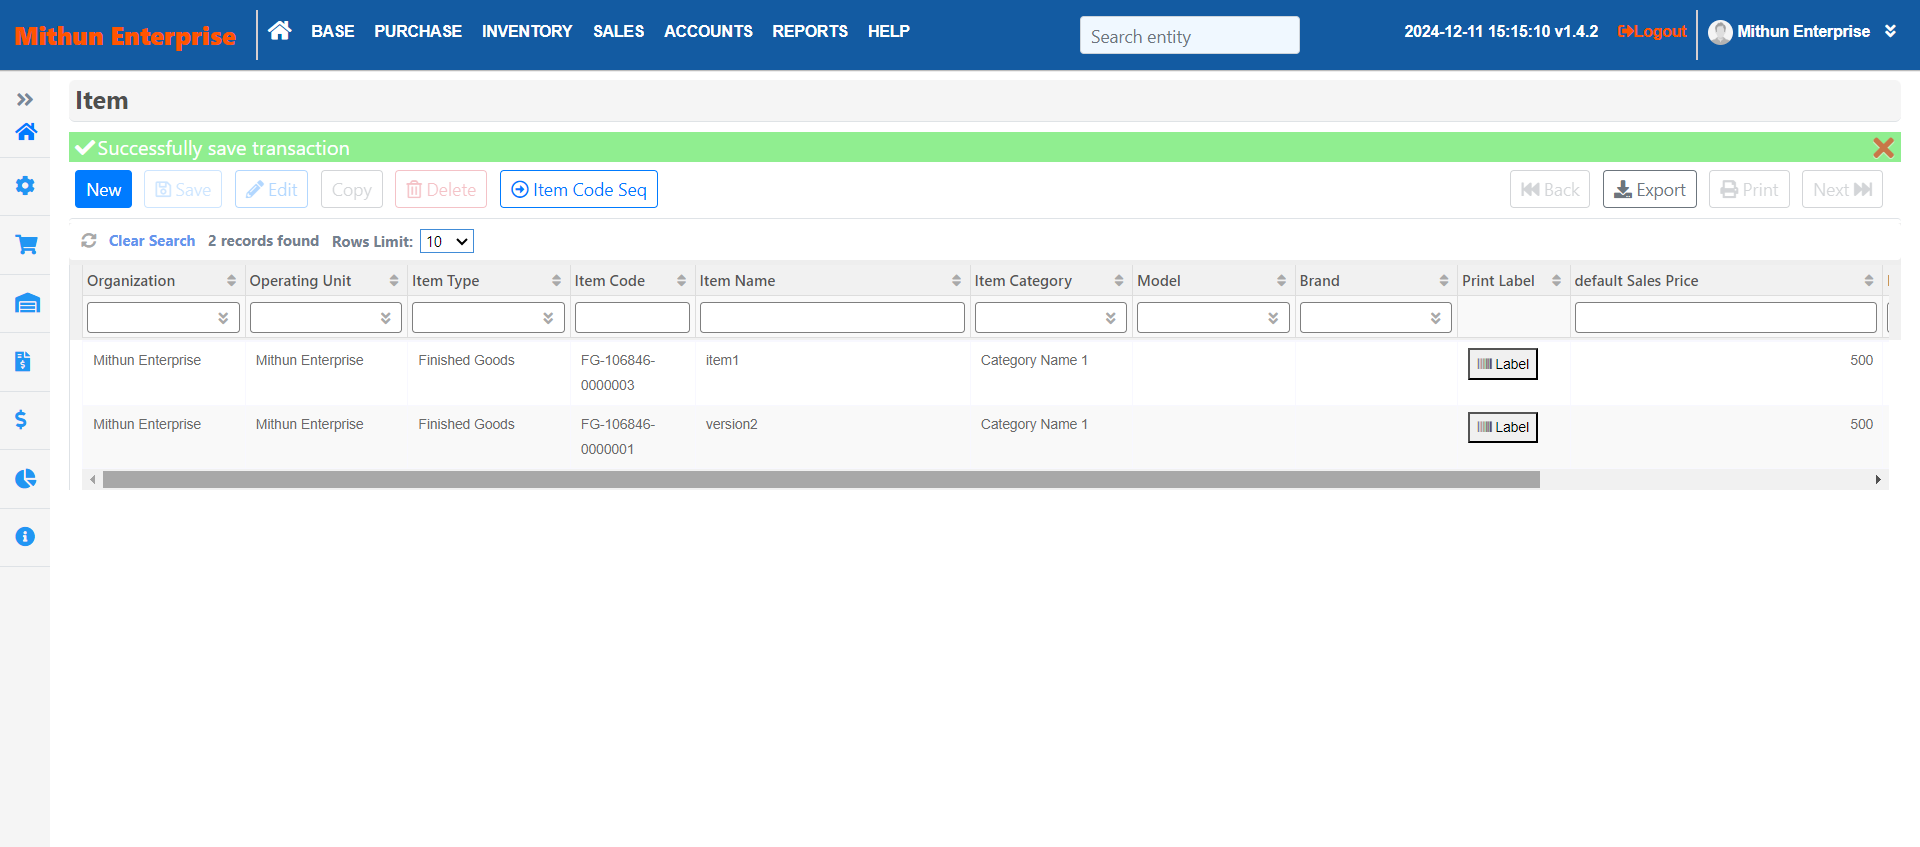 Mithun Enterprise BASE PURCHASE INVENTORY SALES ACCOUNTS REPORTS HELP Search entity 2024-12-11 15:15:10 v1.4.2 Logout Mithun Enterprise
Item
Successfully save transaction
New Save Edit Copy Delete Item Code Seq Back Export Print Next
Clear Search 2 records found Rows Limit: 10
Organization Operating Unit Item Type Item Code Item Name Item Category Model Brand Print Label default Sales Price
Mithun Enterprise Mithun Enterprise Finished Goods FG-106846- item1 Category Name 1 Label 500
0000003
Mithun Enterprise Mithun Enterprise Finished Goods FG-106846- version2 Category Name 1 Label 500
0000001